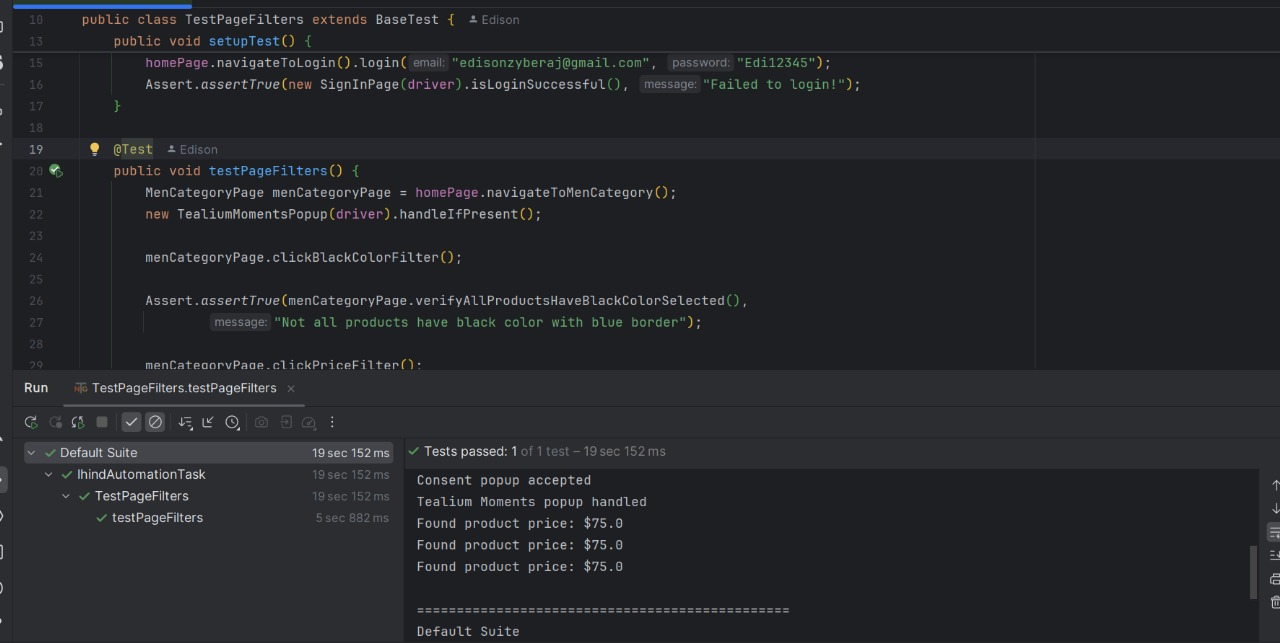 10 public class TestPageFilters extends BaseTest { Edison
13 public void setupTest() {
15 homePage.navigateToLogin().login( email: "edisonzyberaj@gmail.com", password: "Edi12345");
16 Assert.assertTrue(new SignInPage(driver).isLoginSuccessful(), message: "Failed to login!");
17 }
18
19 @Test Edison
20 public void testPageFilters() {
21 MenCategoryPage menCategoryPage = homePage.navigateToMenCategory();
22 new TealiumMomentsPopup(driver).handleIfPresent();
23
24 menCategoryPage.clickBlackColorFilter();
25
26 Assert.assertTrue(menCategoryPage.verifyAllProductsHaveBlackColorSelected(),
27 message: "Not all products have black color with blue border");
28
29 menCategoryPage.clickPriceFilter();
Run TestPageFilters.testPageFilters
Default Suite 19 sec 152 ms
IhindAutomationTask 19 sec 152 ms
TestPageFilters 19 sec 152 ms
testPageFilters 5 sec 882 ms
Tests passed: 1 of 1 test – 19 sec 152 ms
Consent popup accepted
Tealium Moments popup handled
Found product price: $75.0
Found product price: $75.0
Found product price: $75.0
===============================================
Default Suite